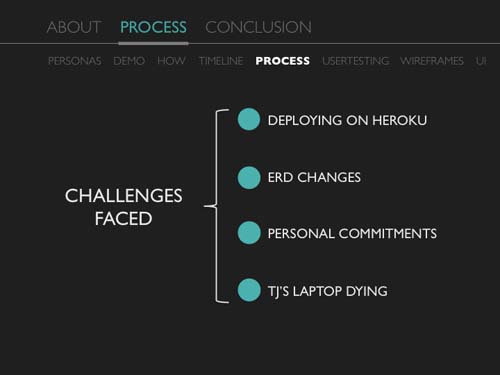 ABOUT PROCESS CONCLUSION
PERSONAS DEMO HOW TIMELINE PROCESS USERTESTING WIREFRAMES UI
CHALLENGES
FACED
DEPLOYING ON HEROKU
ERD CHANGES
PERSONAL COMMITMENTS
TJ'S LAPTOP DYING